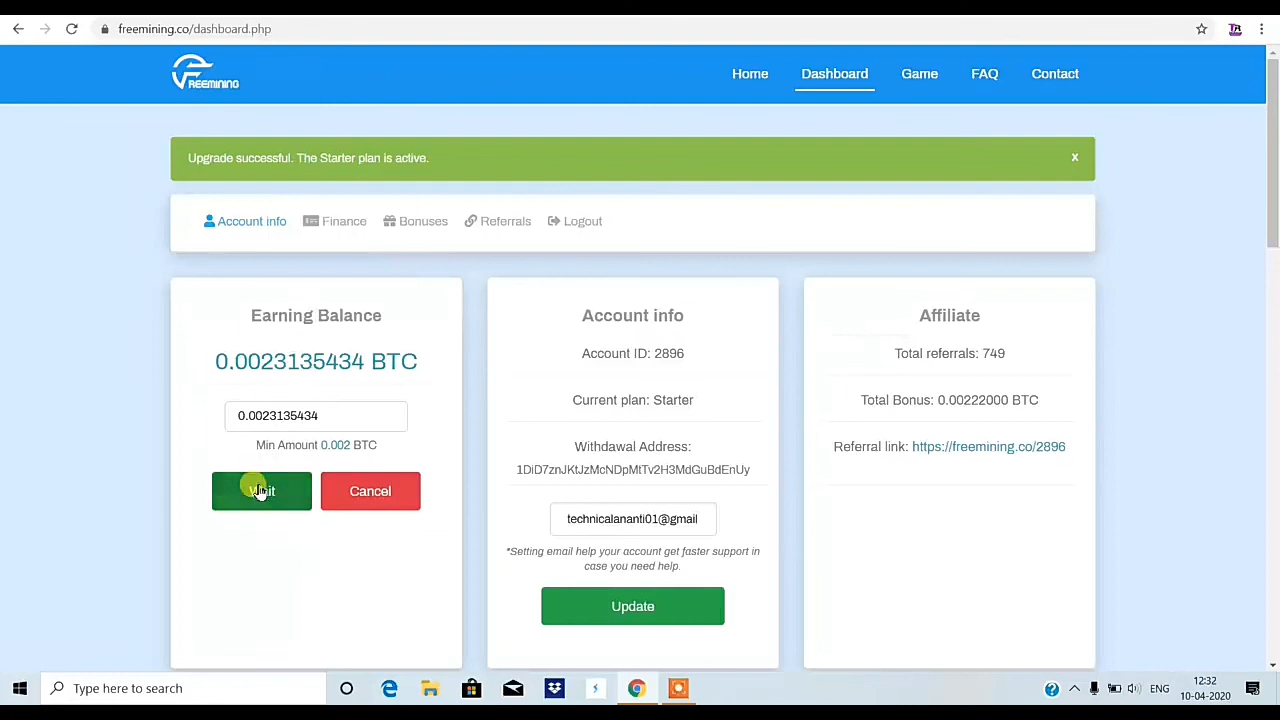 freemining.co/dashboard.php
FREEMINING
Home
Dashboard
Game
FAQ
Contact
Upgrade successful. The Starter plan is active.
x
Account info
Finance
Bonuses
Referrals
Logout
Earning Balance
0.0023135434 BTC
0.0023135434
Min Amount 0.002 BTC
Cancel
Account info
Account ID: 2896
Current plan: Starter
Withdawal Address:
1DiD7znJKtJzMcNDpMtTv2H3MdGuBdEnUy
technicalananti01@gmail
*Setting email help your account get faster support in
case you need help.
Update
Affiliate
Total referrals: 749
Total Bonus: 0.00222000 BTC
Referral link: https://freemining.co/2896
Type here to search
ENG
12:32
10-04-2020